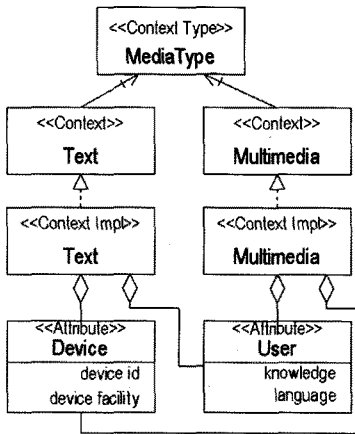 <<Context Type>>
MediaType
<<Context>>
Text
<<Context>>
Multimedia
<<Context Impl>>
Text
<<Context Impl>>
Multimedia
<<Attribute>>
Device
device id
device facility
<<Attribute>>
User
knowledge
language